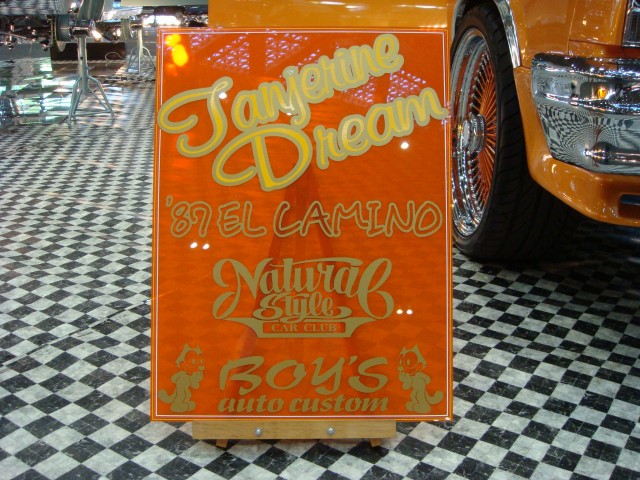 Tanjerine
Dream
'87 EL CAMINO
Natural
Style
CAR CLUB
BOY'S
auto custom